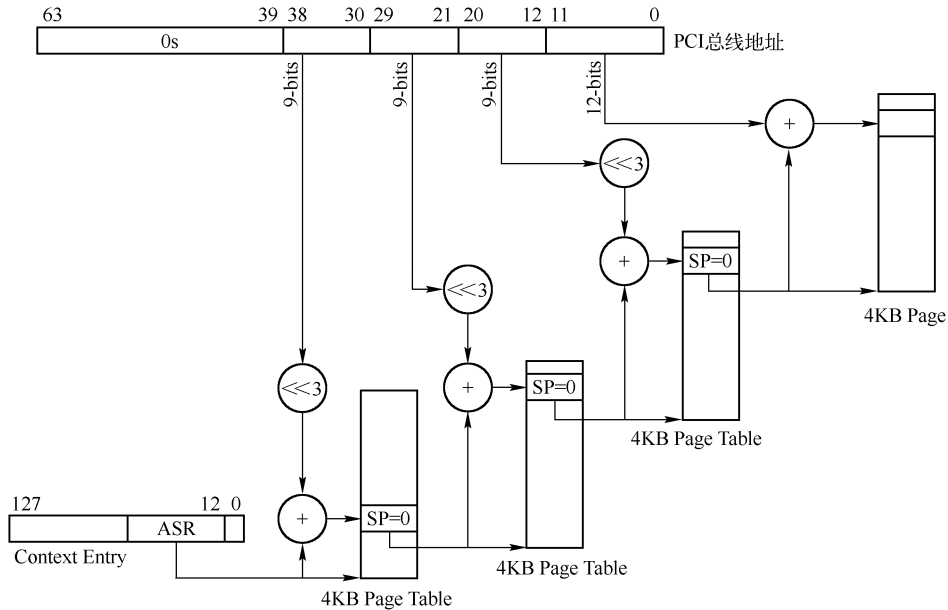 63 39 38 30 29 21 20 12 11 0
0s
PCI总线地址
9-bits
9-bits
9-bits
12-bits
+
<<3
+
SP=0
<<3
4KB Page
<<3
+
SP=0
4KB Page Table
127 12 0
ASR
+
SP=0
Context Entry
4KB Page Table
4KB Page Table